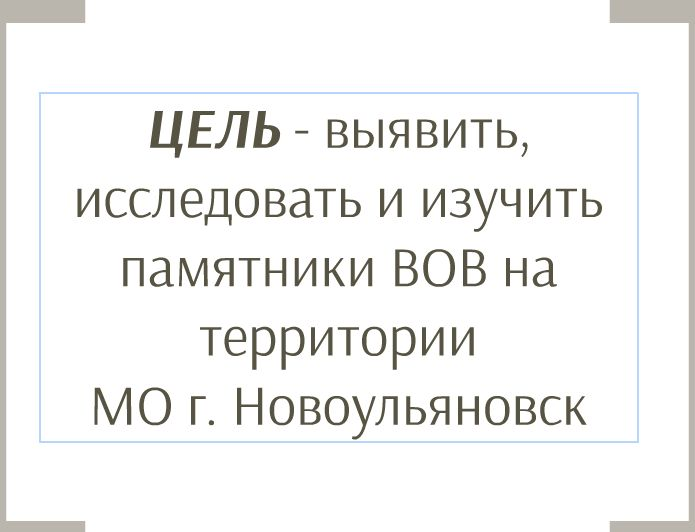 ЦЕЛЬ - выявить,
исследовать и изучить
памятники ВОВ на
территории
МО г. Новоульяновск